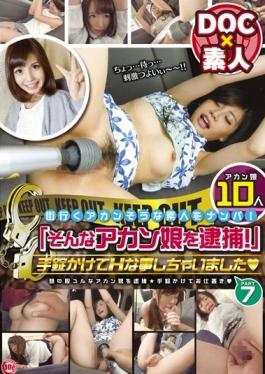 DOC
×
素人
ちょっ…待っ…
刺激つよいぃ〜〜!!
アカン娘
10人
街行くアカンそうな素人をナンパ!
「そんなアカン娘を逮捕!」
手錠かけてHな事しちゃいました♥
PART
7